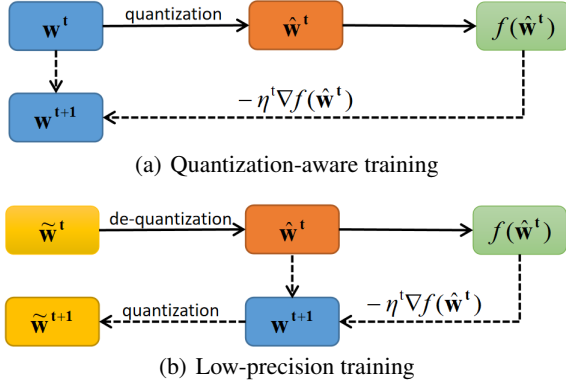 w^t quantization ŵ^t f(ŵ^t)
w^{t+1} − η^t∇f(ŵ^t)
(a) Quantization-aware training
w̃^t de-quantization ŵ^t f(ŵ^t)
w̃^{t+1} quantization w^{t+1} − η^t∇f(ŵ^t)
(b) Low-precision training